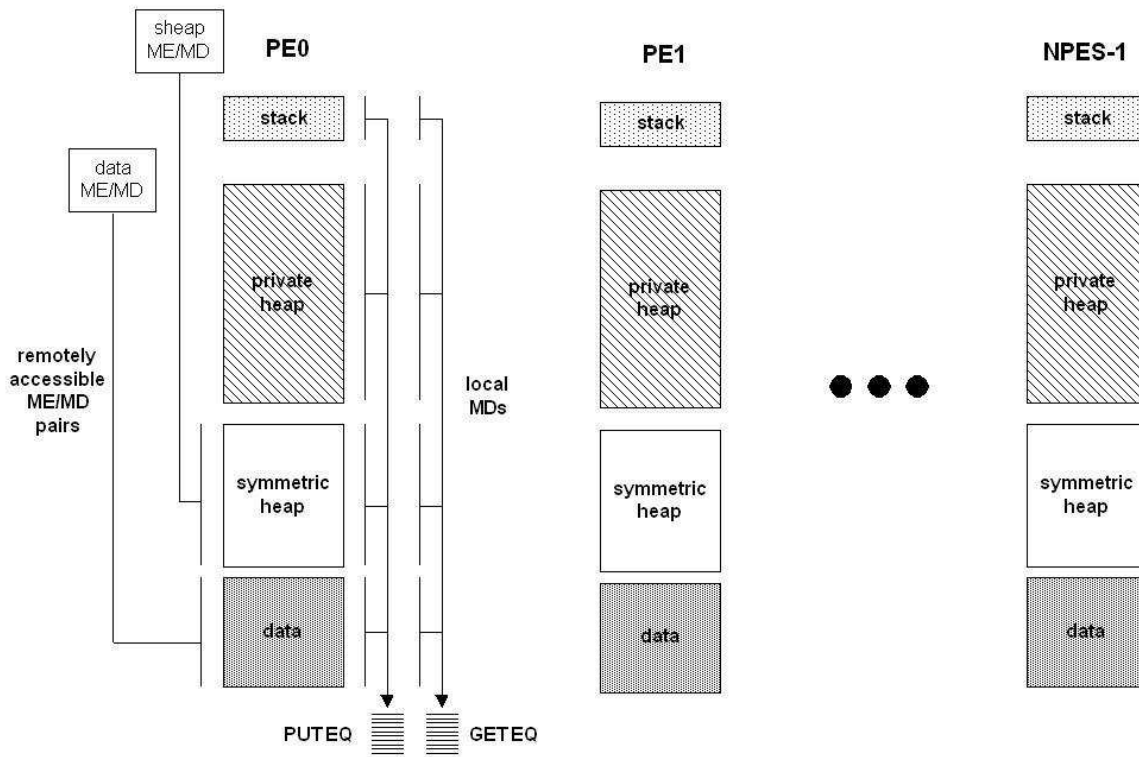 sheap
ME/MD
PE0
PE1
NPES-1
stack
stack
stack
data
ME/MD
private
heap
private
heap
private
heap
remotely
accessible
ME/MD
pairs
local
MDs
symmetric
heap
symmetric
heap
symmetric
heap
data
data
data
PUTEQ
GETEQ